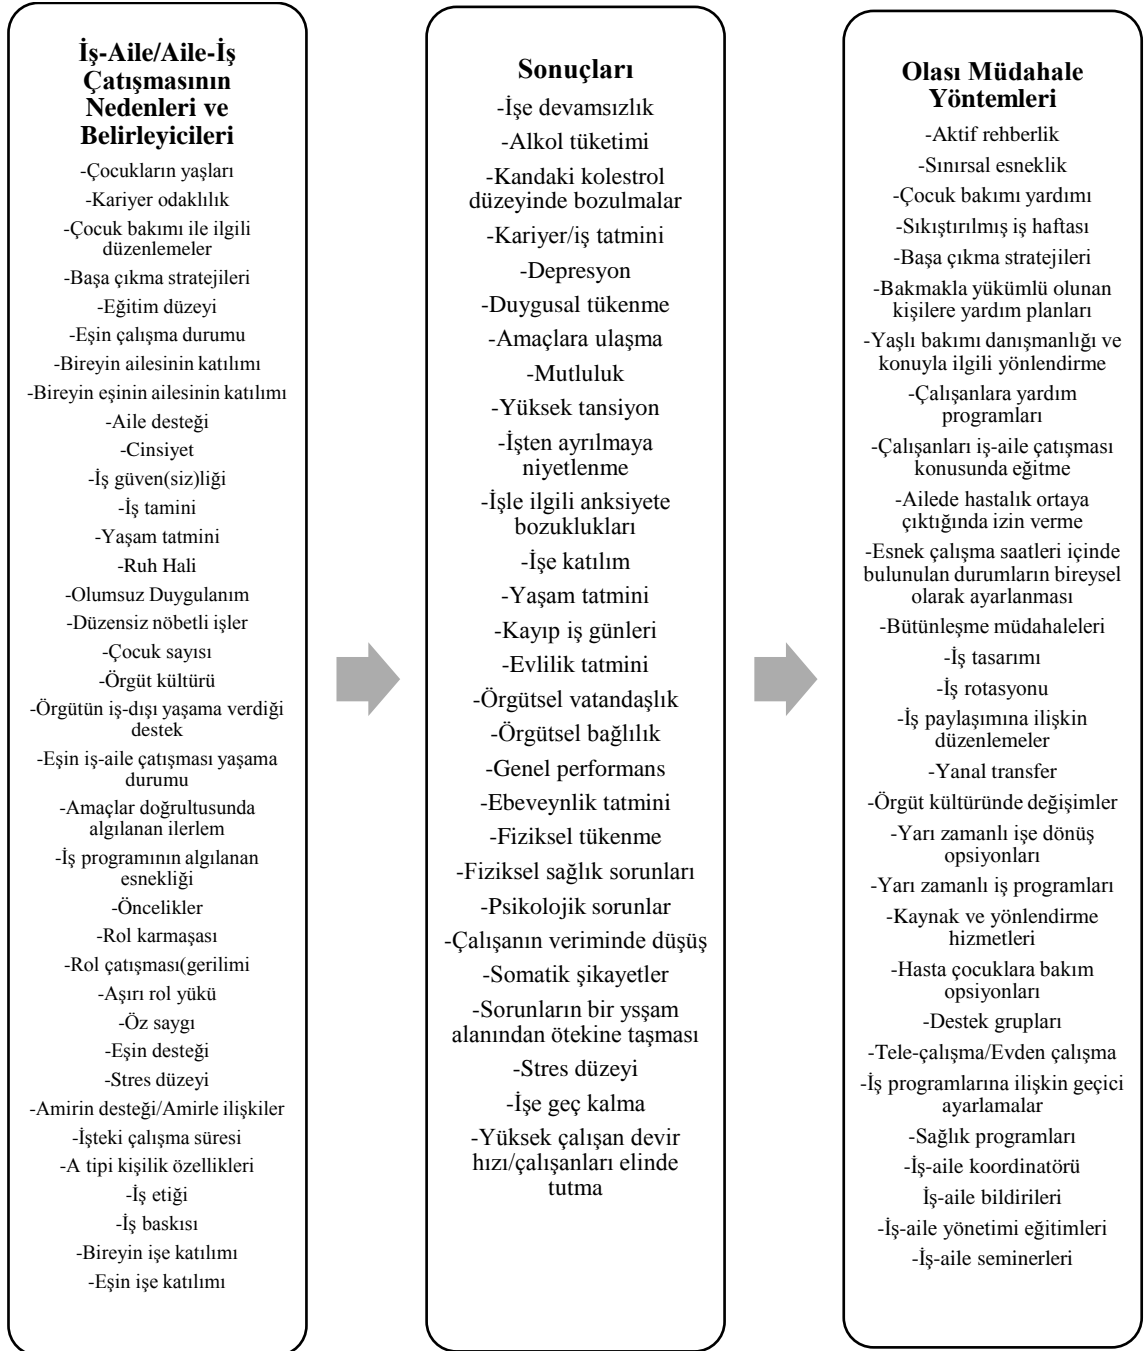 İş-Aile/Aile-İş
Çatışmasının
Nedenleri ve
Belirleyicileri
-Çocukların yaşları
-Kariyer odaklılık
-Çocuk bakımı ile ilgili
düzenlemeler
-Başa çıkma stratejileri
-Eğitim düzeyi
-Eşin çalışma durumu
-Bireyin ailesinin katılımı
-Bireyin eşinin ailesinin katılımı
-Aile desteği
-Cinsiyet
-İş güven(siz)liği
-İş tamini
-Yaşam tatmini
-Ruh Hali
-Olumsuz Duygulanım
-Düzensiz nöbetli işler
-Çocuk sayısı
-Örgüt kültürü
-Örgütün iş-dışı yaşama verdiği
destek
-Eşin iş-aile çatışması yaşama
durumu
-Amaçlar doğrultusunda
algılanan ilerlem
-İş programının algılanan
esnekliği
-Öncelikler
-Rol karmaşası
-Rol çatışması(gerilimi
-Aşırı rol yükü
-Öz saygı
-Eşin desteği
-Stres düzeyi
-Amirin desteği/Amirle ilişkiler
-İşteki çalışma süresi
-A tipi kişilik özellikleri
-İş etiği
-İş baskısı
-Bireyin işe katılımı
-Eşin işe katılımı
Sonuçları
-İşe devamsızlık
-Alkol tüketimi
-Kandaki kolestrol
düzeyinde bozulmalar
-Kariyer/iş tatmini
-Depresyon
-Duygusal tükenme
-Amaçlara ulaşma
-Mutluluk
-Yüksek tansiyon
-İşten ayrılmaya
niyetlenme
-İşle ilgili anksiyete
bozuklukları
-İşe katılım
-Yaşam tatmini
-Kayıp iş günleri
-Evlilik tatmini
-Örgütsel vatandaşlık
-Örgütsel bağlılık
-Genel performans
-Ebeveynlik tatmini
-Fiziksel tükenme
-Fiziksel sağlık sorunları
-Psikolojik sorunlar
-Çalışanın veriminde düşüş
-Somatik şikayetler
-Sorunların bir ysşam
alanından ötekine taşması
-Stres düzeyi
-İşe geç kalma
-Yüksek çalışan devir
hızı/çalışanları elinde
tutma
Olası Müdahale
Yöntemleri
-Aktif rehberlik
-Sınırsal esneklik
-Çocuk bakımı yardımı
-Sıkıştırılmış iş haftası
-Başa çıkma stratejileri
-Bakmakla yükümlü olunan
kişilere yardım planları
-Yaşlı bakımı danışmanlığı ve
konuyla ilgili yönlendirme
-Çalışanlara yardım
programları
-Çalışanları iş-aile çatışması
konusunda eğitme
-Ailede hastalık ortaya
çıktığında izin verme
-Esnek çalışma saatleri içinde
bulunulan durumların bireysel
olarak ayarlanması
-Bütünleşme müdahaleleri
-İş tasarımı
-İş rotasyonu
-İş paylaşımına ilişkin
düzenlemeler
-Yanal transfer
-Örgüt kültüründe değişimler
-Yarı zamanlı işe dönüş
opsiyonları
-Yarı zamanlı iş programları
-Kaynak ve yönlendirme
hizmetleri
-Hasta çocuklara bakım
opsiyonları
-Destek grupları
-Tele-çalışma/Evden çalışma
-İş programlarına ilişkin geçici
ayarlamalar
-Sağlık programları
-İş-aile koordinatörü
İş-aile bildirileri
-İş-aile yönetimi eğitimleri
-İş-aile seminerleri